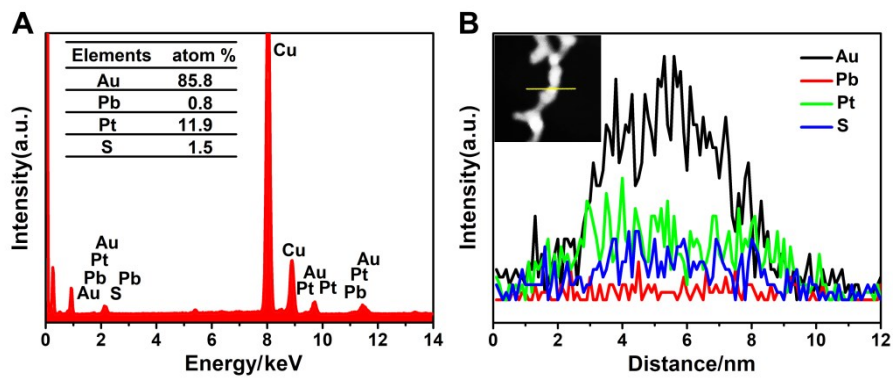 A
Elements atom %
Au 85.8
Pb 0.8
Pt 11.9
S 1.5
Cu
Au
Pt
Pb Pb
Au S
Cu
Au
Pt Pt
Au
Pt
Pb
Intensity(a.u.)
0 2 4 6 8 10 12 14
Energy/keV
B
Au
Pb
Pt
S
Intensity(a.u.)
0 2 4 6 8 10 12
Distance/nm